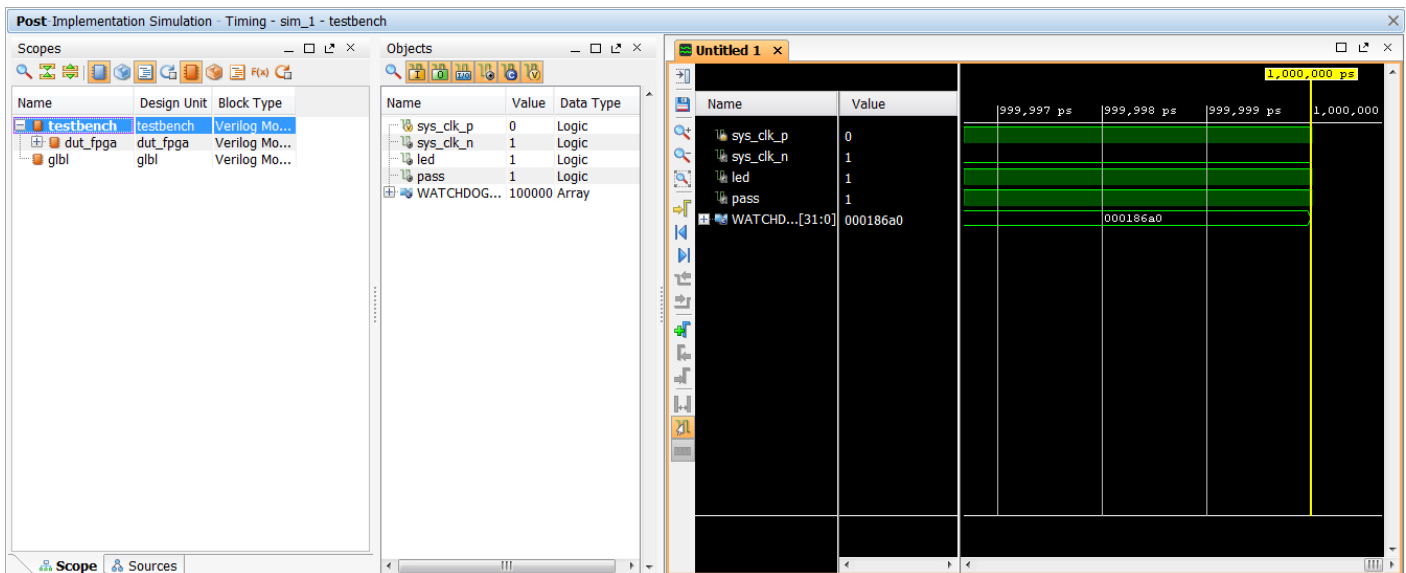 Post-Implementation Simulation - Timing - sim_1 - testbench
Scopes
F(x)
Name Design Unit Block Type
testbench testbench Verilog Mo...
dut_fpga dut_fpga Verilog Mo...
glbl glbl Verilog Mo...
Scope Sources
Objects
Name Value Data Type
sys_clk_p 0 Logic
sys_clk_n 1 Logic
led 1 Logic
pass 1 Logic
WATCHDOG... 100000 Array
Untitled 1
1,000,000 ps
Name Value
999,997 ps 999,998 ps 999,999 ps 1,000,000
sys_clk_p 0
sys_clk_n 1
led 1
pass 1
WATCHD...[31:0] 000186a0 000186a0